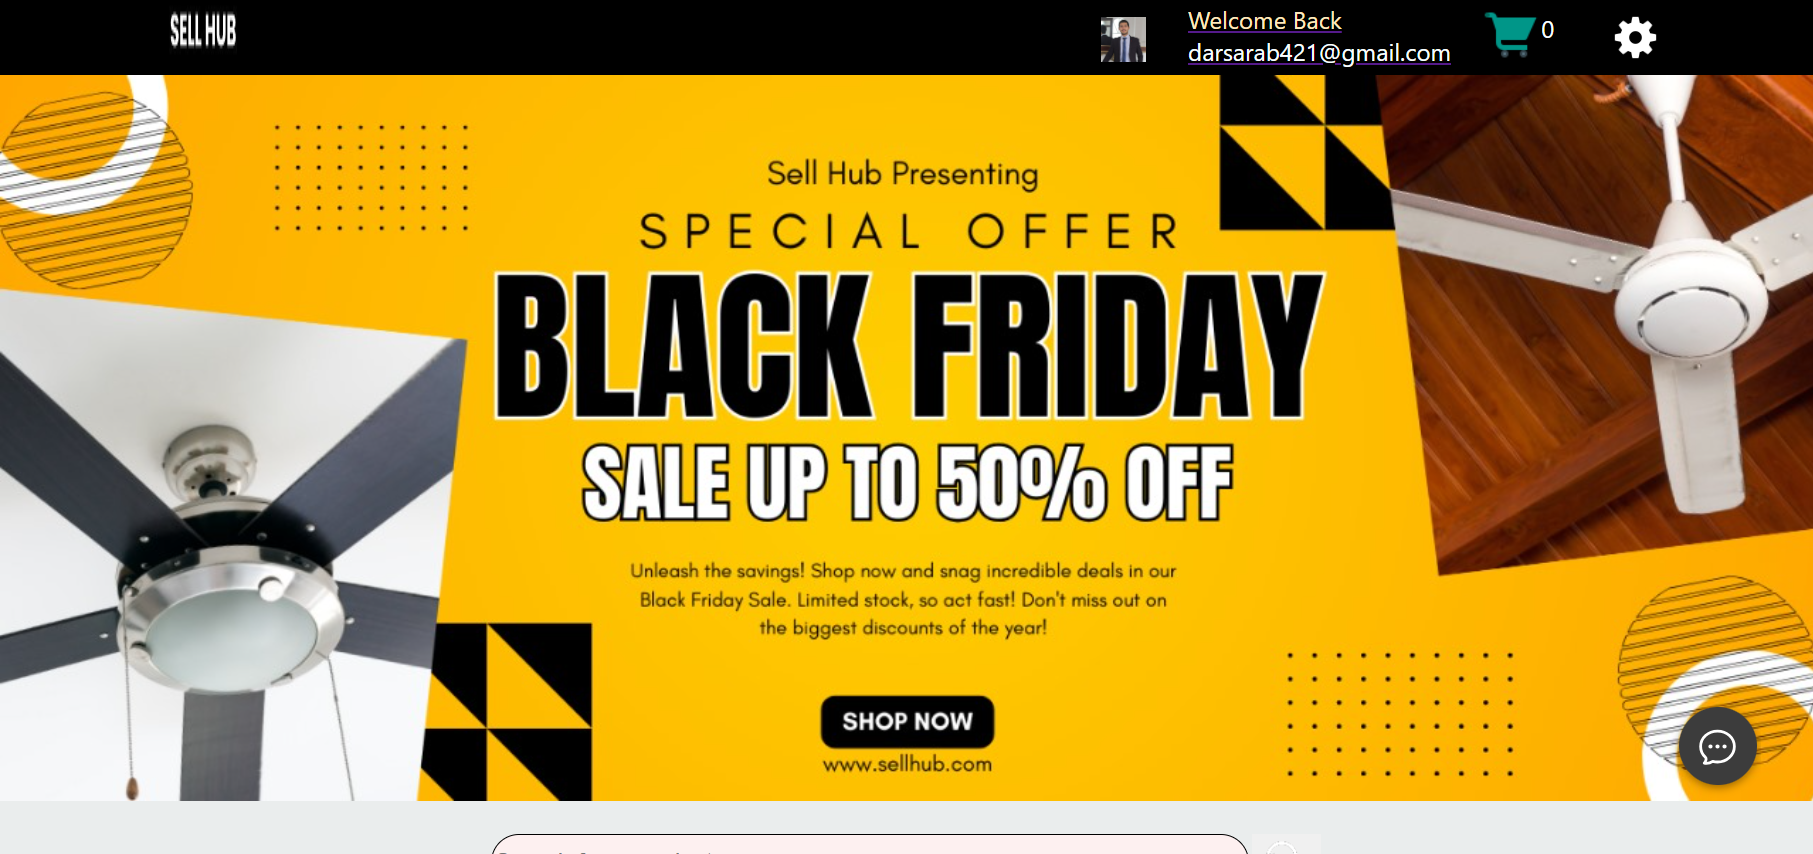 SELL HUB
Welcome Back
darsarab421@gmail.com
0
Sell Hub Presenting
SPECIAL OFFER
BLACK FRIDAY
SALE UP TO 50% OFF
Unleash the savings! Shop now and snag incredible deals in our
Black Friday Sale. Limited stock, so act fast! Don't miss out on
the biggest discounts of the year!
SHOP NOW
www.sellhub.com